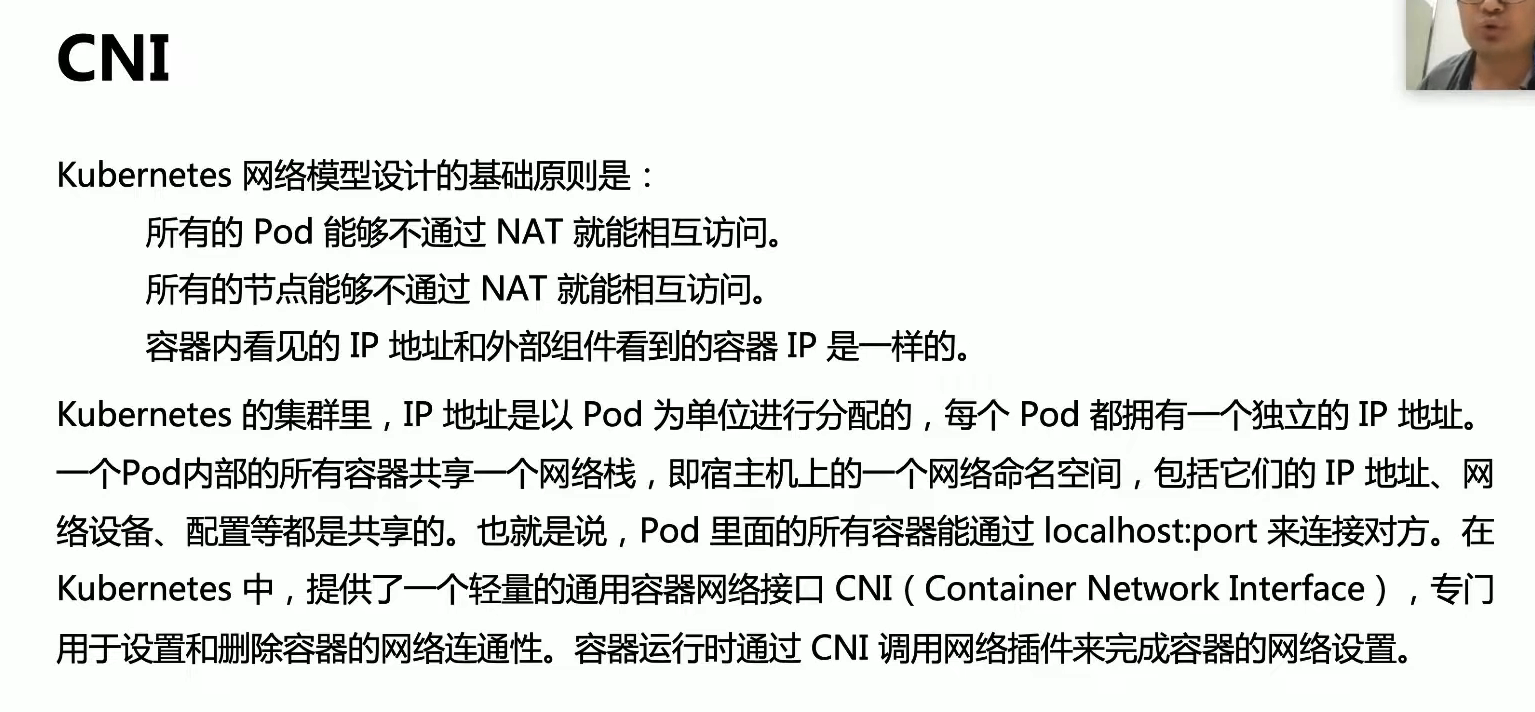 CNI
Kubernetes 网络模型设计的基础原则是：
所有的 Pod 能够不通过 NAT 就能相互访问。
所有的节点能够不通过 NAT 就能相互访问。
容器内看见的 IP 地址和外部组件看到的容器 IP 是一样的。
Kubernetes 的集群里，IP 地址是以 Pod 为单位进行分配的，每个 Pod 都拥有一个独立的 IP 地址。
一个Pod内部的所有容器共享一个网络栈，即宿主机上的一个网络命名空间，包括它们的 IP 地址、网
络设备、配置等都是共享的。也就是说，Pod 里面的所有容器能通过 localhost:port 来连接对方。在
Kubernetes 中，提供了一个轻量的通用容器网络接口 CNI（Container Network Interface），专门
用于设置和删除容器的网络连通性。容器运行时通过 CNI 调用网络插件来完成容器的网络设置。